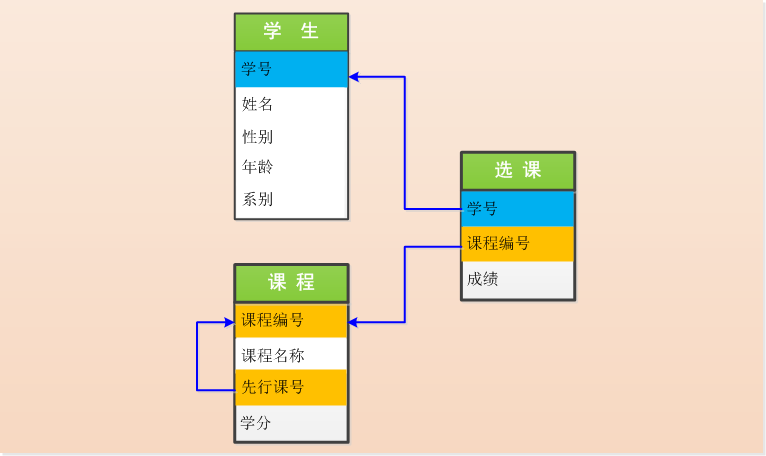 学 生
学号
姓名
性别
年龄
系别
选 课
学号
课程编号
成绩
课 程
课程编号
课程名称
先行课号
学分